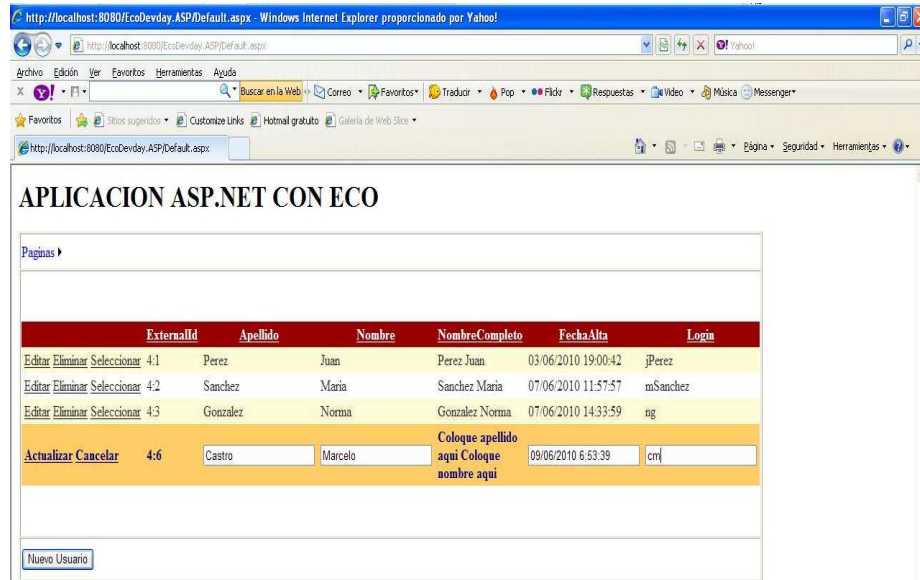 http://localhost:8080/EcoDevday.ASP/Default.aspx - Windows Internet Explorer proporcionado por Yahoo!
http://localhost:8080/EcoDevday.ASP/Default.aspx
Yahoo!
Archivo Edición Ver Favoritos Herramientas Ayuda
X Y! Buscar en la Web Correo Favoritos Traducir Pop Flickr Respuestas Video Música Messenger
Favoritos Sitios sugeridos Customize Links Hotmail gratuito Galería de Web Slice
http://localhost:8080/EcoDevday.ASP/Default.aspx
Página Seguridad Herramientas
APLICACION ASP.NET CON ECO
Paginas
ExternalId Apellido Nombre NombreCompleto FechaAlta Login
Editar Eliminar Seleccionar 4:1 Perez Juan Perez Juan 03/06/2010 19:00:42 jPerez
Editar Eliminar Seleccionar 4:2 Sanchez Maria Sanchez Maria 07/06/2010 11:57:57 mSanchez
Editar Eliminar Seleccionar 4:3 Gonzalez Norma Gonzalez Norma 07/06/2010 14:33:59 ng
Actualizar Cancelar 4:6 Castro Marcelo Coloque apellido
aqui Coloque
nombre aqui 09/06/2010 6:53:39 cm
Nuevo Usuario